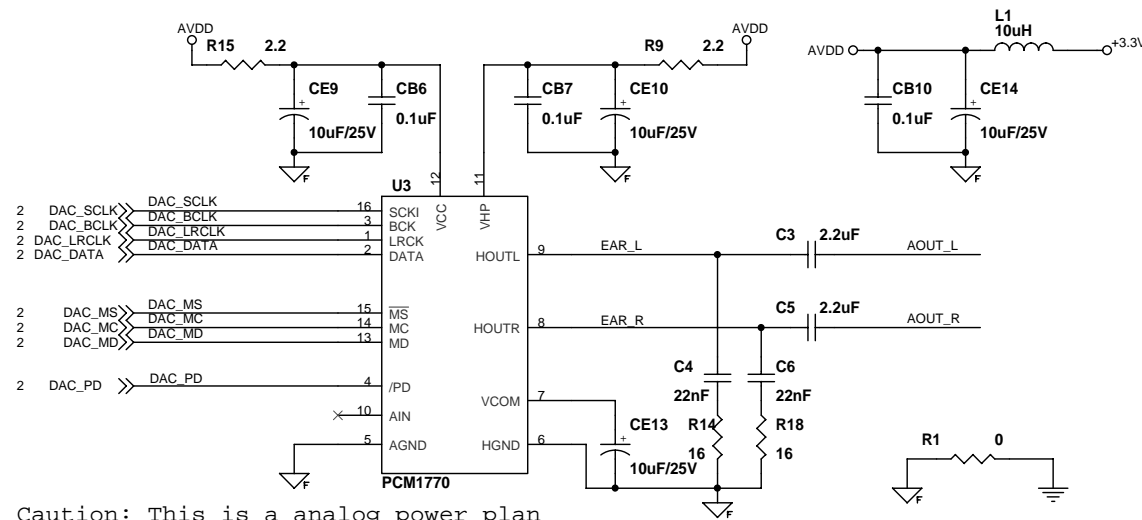 AVDD
R15 2.2
R9 2.2
AVDD
L1
10uH
AVDD
+3.3V
CE9
CB6
CB7
CE10
CB10
CE14
0.1uF
10uF/25V
0.1uF
10uF/25V
0.1uF
10uF/25V
F
F
F
U3
12
11
VCC
VHP
2 DAC_SCLK DAC_SCLK 16 SCKI
2 DAC_BCLK DAC_BCLK 3 BCK
2 DAC_LRCLK DAC_LRCLK 1 LRCK
2 DAC_DATA DAC_DATA 2 DATA
HOUTL 9 EAR_L
C3 2.2uF
AOUT_L
2 DAC_MS DAC_MS 15 MS
2 DAC_MC DAC_MC 14 MC
2 DAC_MD DAC_MD 13 MD
HOUTR 8 EAR_R
C5 2.2uF
AOUT_R
C4
C6
22nF
22nF
2 DAC_PD DAC_PD 4 /PD
10 AIN
5 AGND
VCOM 7
HGND 6
CE13
10uF/25V
R14
16
R18
16
R1 0
F
F
F
PCM1770
Caution: This is a analog power plan